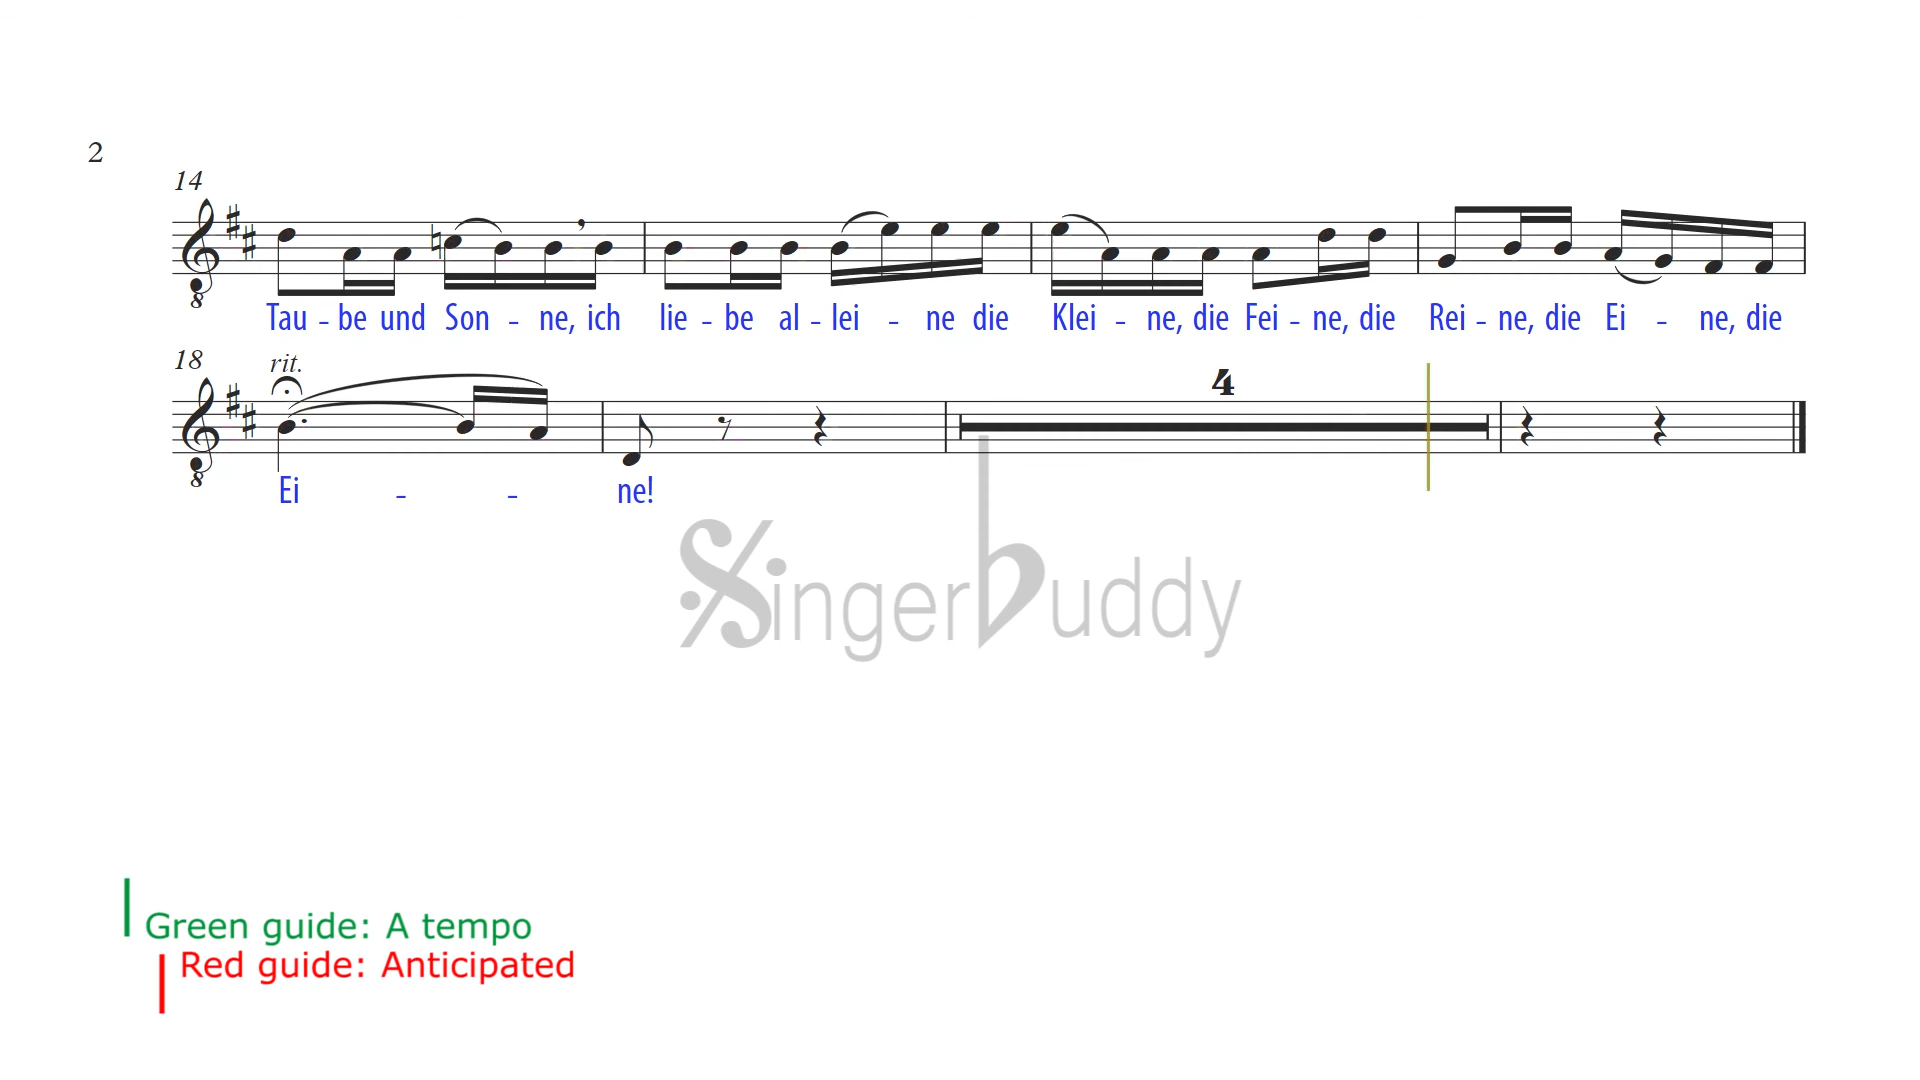 2
14
Tau - be und Son - ne, ich lie - be al - lei - ne die Klei - ne, die Fei - ne, die Rei - ne, die Ei - ne, die
18
rit.
4
8
8
Ei - - ne!
Singerbuddy
Green guide: A tempo
Red guide: Anticipated